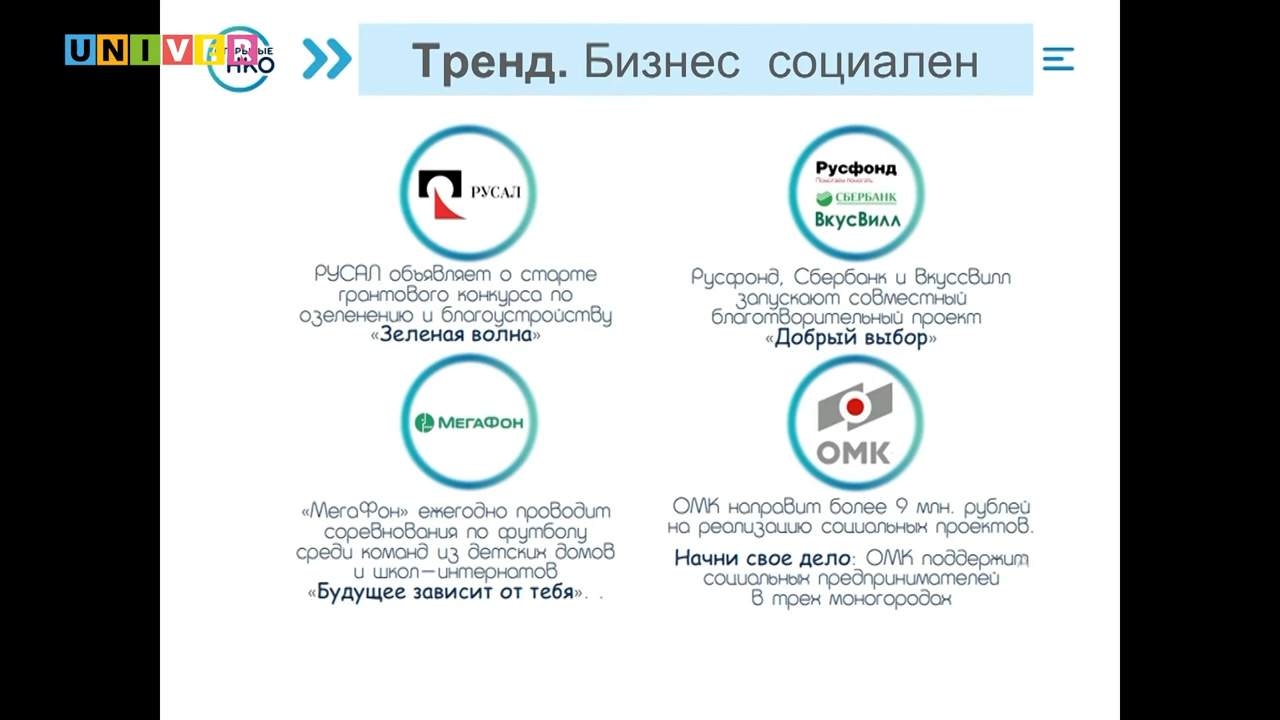 UNIVER
НКО
Тренд. Бизнес социален
РУСАЛ
РУСАЛ объявляет о старте
грантового конкурса по
озеленению и благоустройству
«Зеленая волна»
Русфонд
Помогаем помогать
СБЕРБАНК
ВкусВилл
Русфонд, Сбербанк и ВкуссВилл
запускают совместный
благотворительный проект
«Добрый выбор»
МегаФон
«МегаФон» ежегодно проводит
соревнования по футболу
среди команд из детских домов
и школ-интернатов
«Будущее зависит от тебя». .
ОМК
ОМК направит более 9 млн. рублей
на реализацию социальных проектов.
Начни свое дело: ОМК поддержит
социальных предпринимателей
в трех моногородах